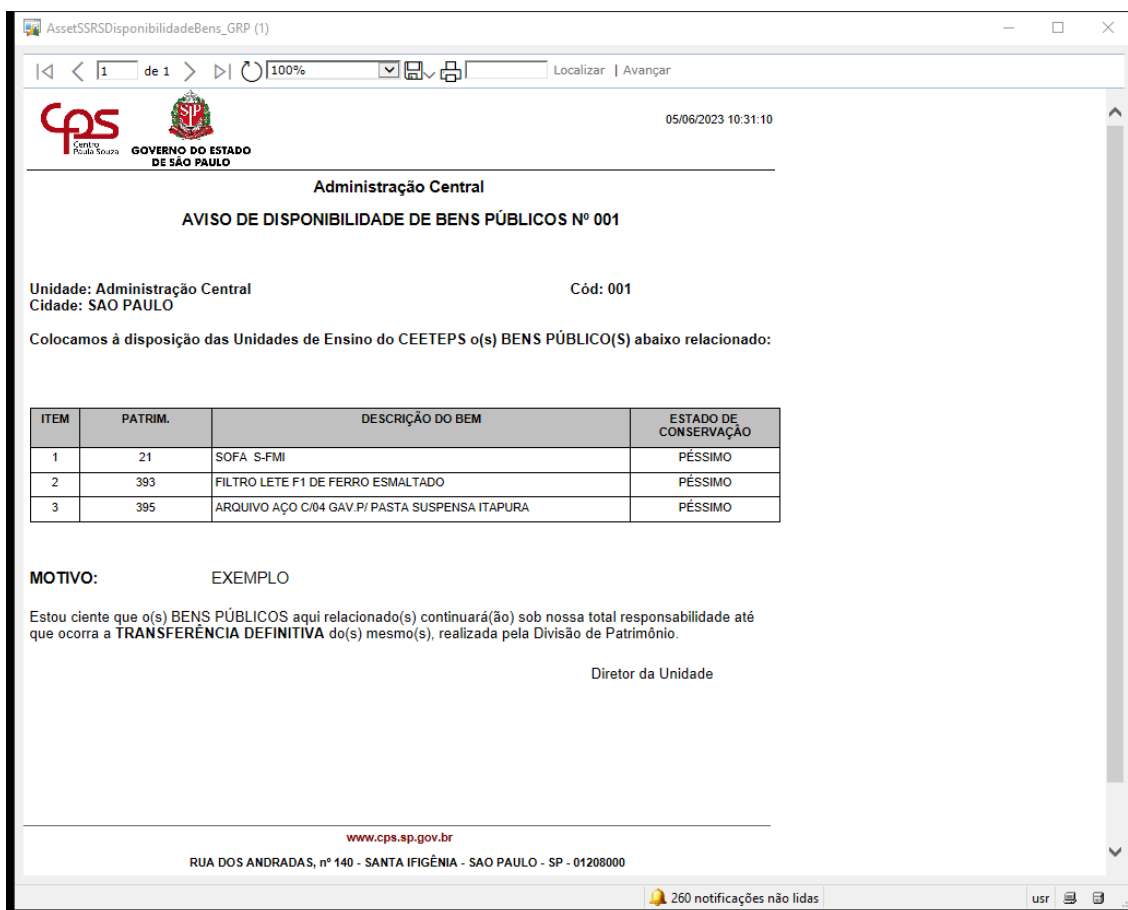 AssetSSRSDisponibilidadeBens_GRP (1)
1 de 1 100% Localizar | Avançar
cps
Centro
Paula Souza
SP
GOVERNO DO ESTADO
DE SÃO PAULO
05/06/2023 10:31:10
Administração Central
AVISO DE DISPONIBILIDADE DE BENS PÚBLICOS Nº 001
Unidade: Administração Central Cód: 001
Cidade: SAO PAULO
Colocamos à disposição das Unidades de Ensino do CEETEPS o(s) BENS PÚBLICO(S) abaixo relacionado:
ITEM PATRIM. DESCRIÇÃO DO BEM ESTADO DE CONSERVAÇÃO
1 21 SOFA S-FMI PÉSSIMO
2 393 FILTRO LETE F1 DE FERRO ESMALTADO PÉSSIMO
3 395 ARQUIVO AÇO C/04 GAV.P/ PASTA SUSPENSA ITAPURA PÉSSIMO
MOTIVO: EXEMPLO
Estou ciente que o(s) BENS PÚBLICOS aqui relacionado(s) continuará(ão) sob nossa total responsabilidade até
que ocorra a TRANSFERÊNCIA DEFINITIVA do(s) mesmo(s), realizada pela Divisão de Patrimônio.
Diretor da Unidade
www.cps.sp.gov.br
RUA DOS ANDRADAS, nº 140 - SANTA IFIGÊNIA - SAO PAULO - SP - 01208000
260 notificações não lidas usr